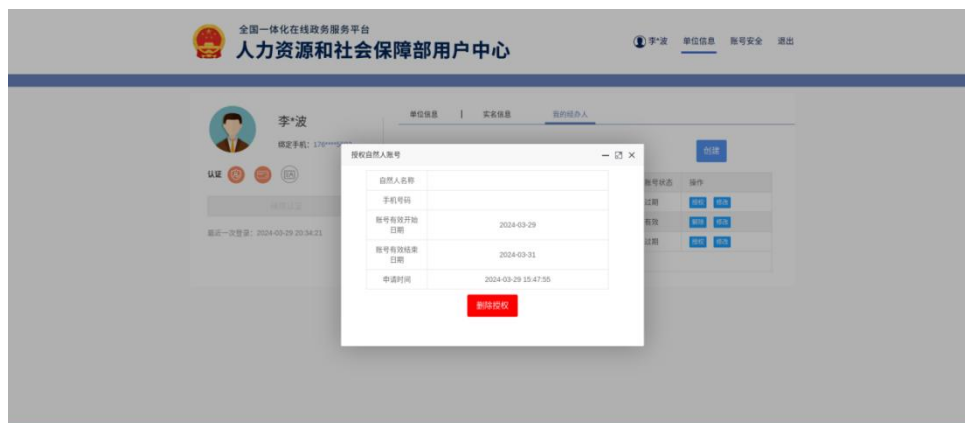 全国一体化在线政务服务平台
人力资源和社会保障部用户中心
李*波 单位信息 账号安全 退出
李*波
绑定手机：178****5
认证
最近一次登录：2024-03-29 20:34:21
单位信息 | 实名信息 我的经办人
创建
账号状态 操作
过期 授权 修改
有效 解除 修改
过期 授权 修改
授权自然人账号
自然人名称
手机号码
账号有效开始
日期
2024-03-29
账号有效结束
日期
2024-03-31
申请时间 2024-03-29 15:47:55
删除授权